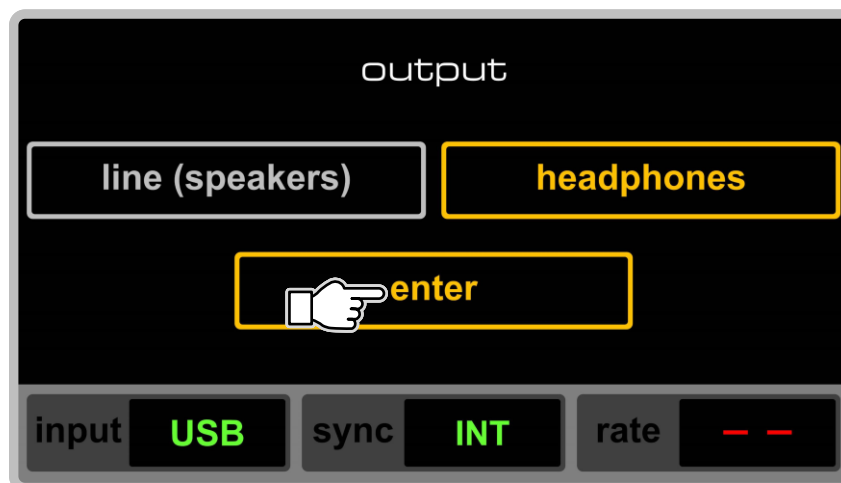 output
line (speakers) headphones
enter
input USB sync INT rate – –